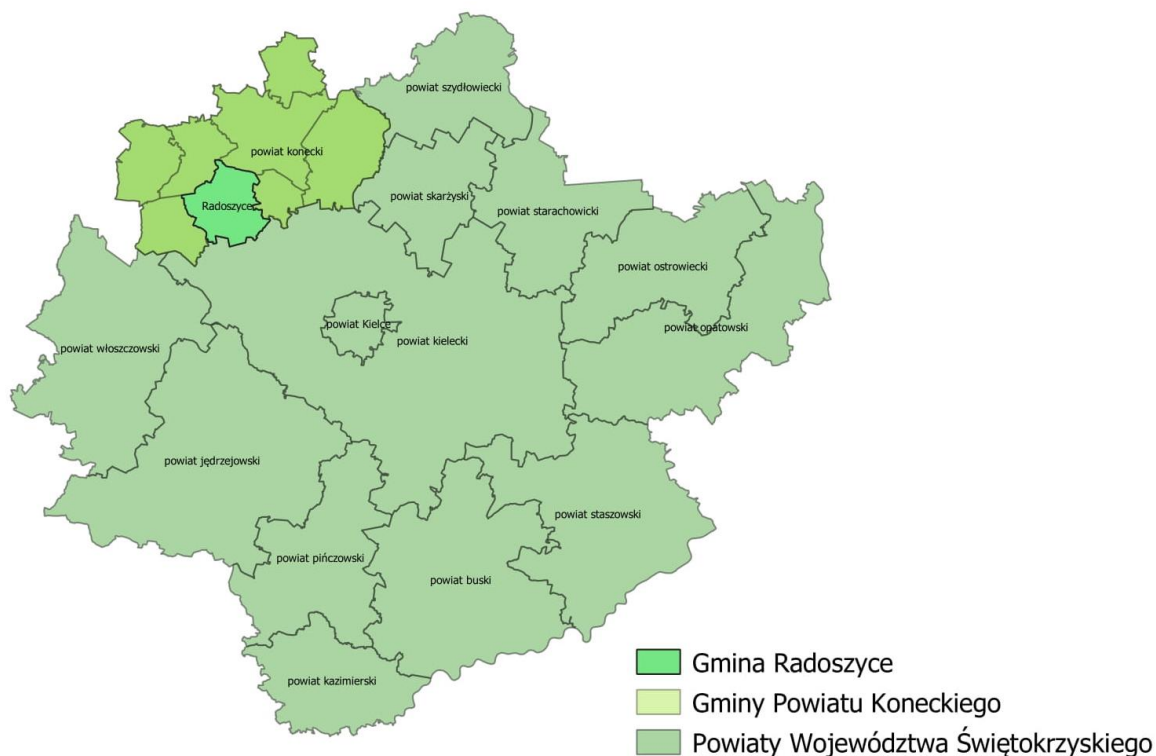 powiat szydłowiecki
powiat konecki
powiat skarżyski
Radoszyce
powiat starachowicki
powiat ostrowiecki
powiat Kielce
powiat opatowski
powiat kielecki
powiat włoszczowski
powiat jędrzejowski
powiat staszowski
powiat pińczowski
powiat buski
powiat kazimierski
Gmina Radoszyce
Gminy Powiatu Koneckiego
Powiaty Województwa Świętokrzyskiego